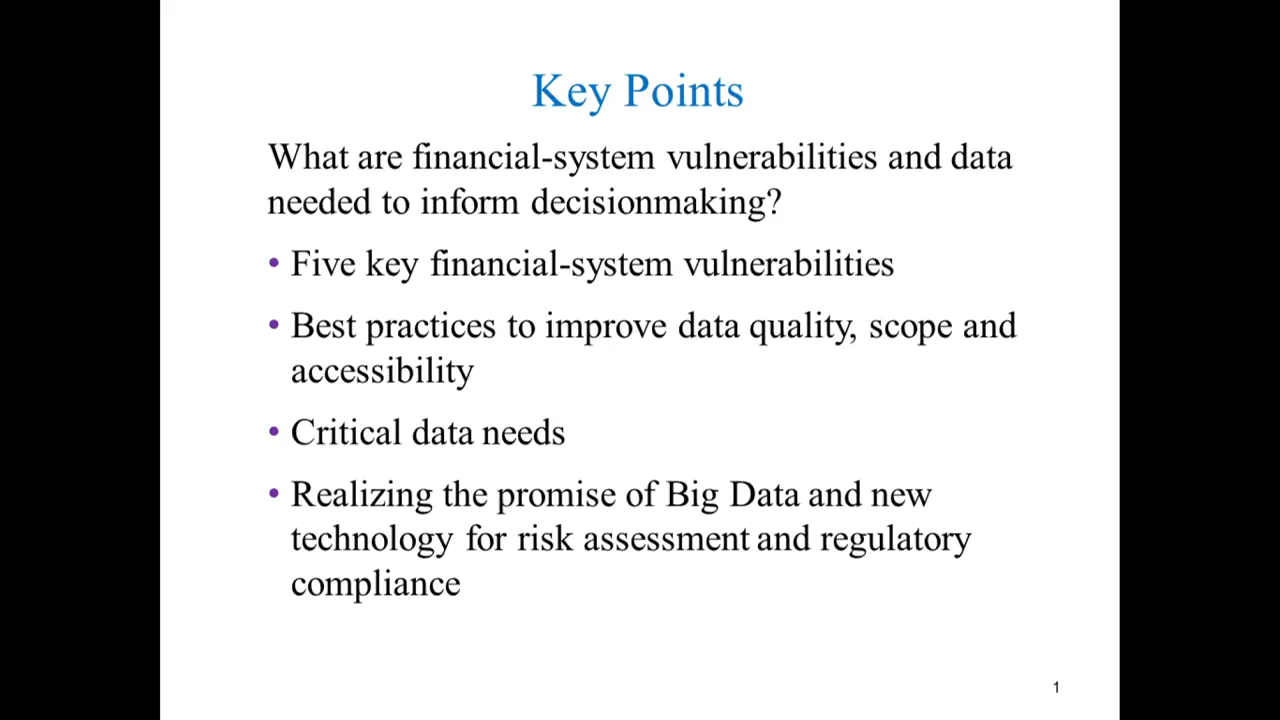 Key Points
What are financial-system vulnerabilities and data
needed to inform decisionmaking?
• Five key financial-system vulnerabilities
• Best practices to improve data quality, scope and
accessibility
• Critical data needs
• Realizing the promise of Big Data and new
technology for risk assessment and regulatory
compliance
1